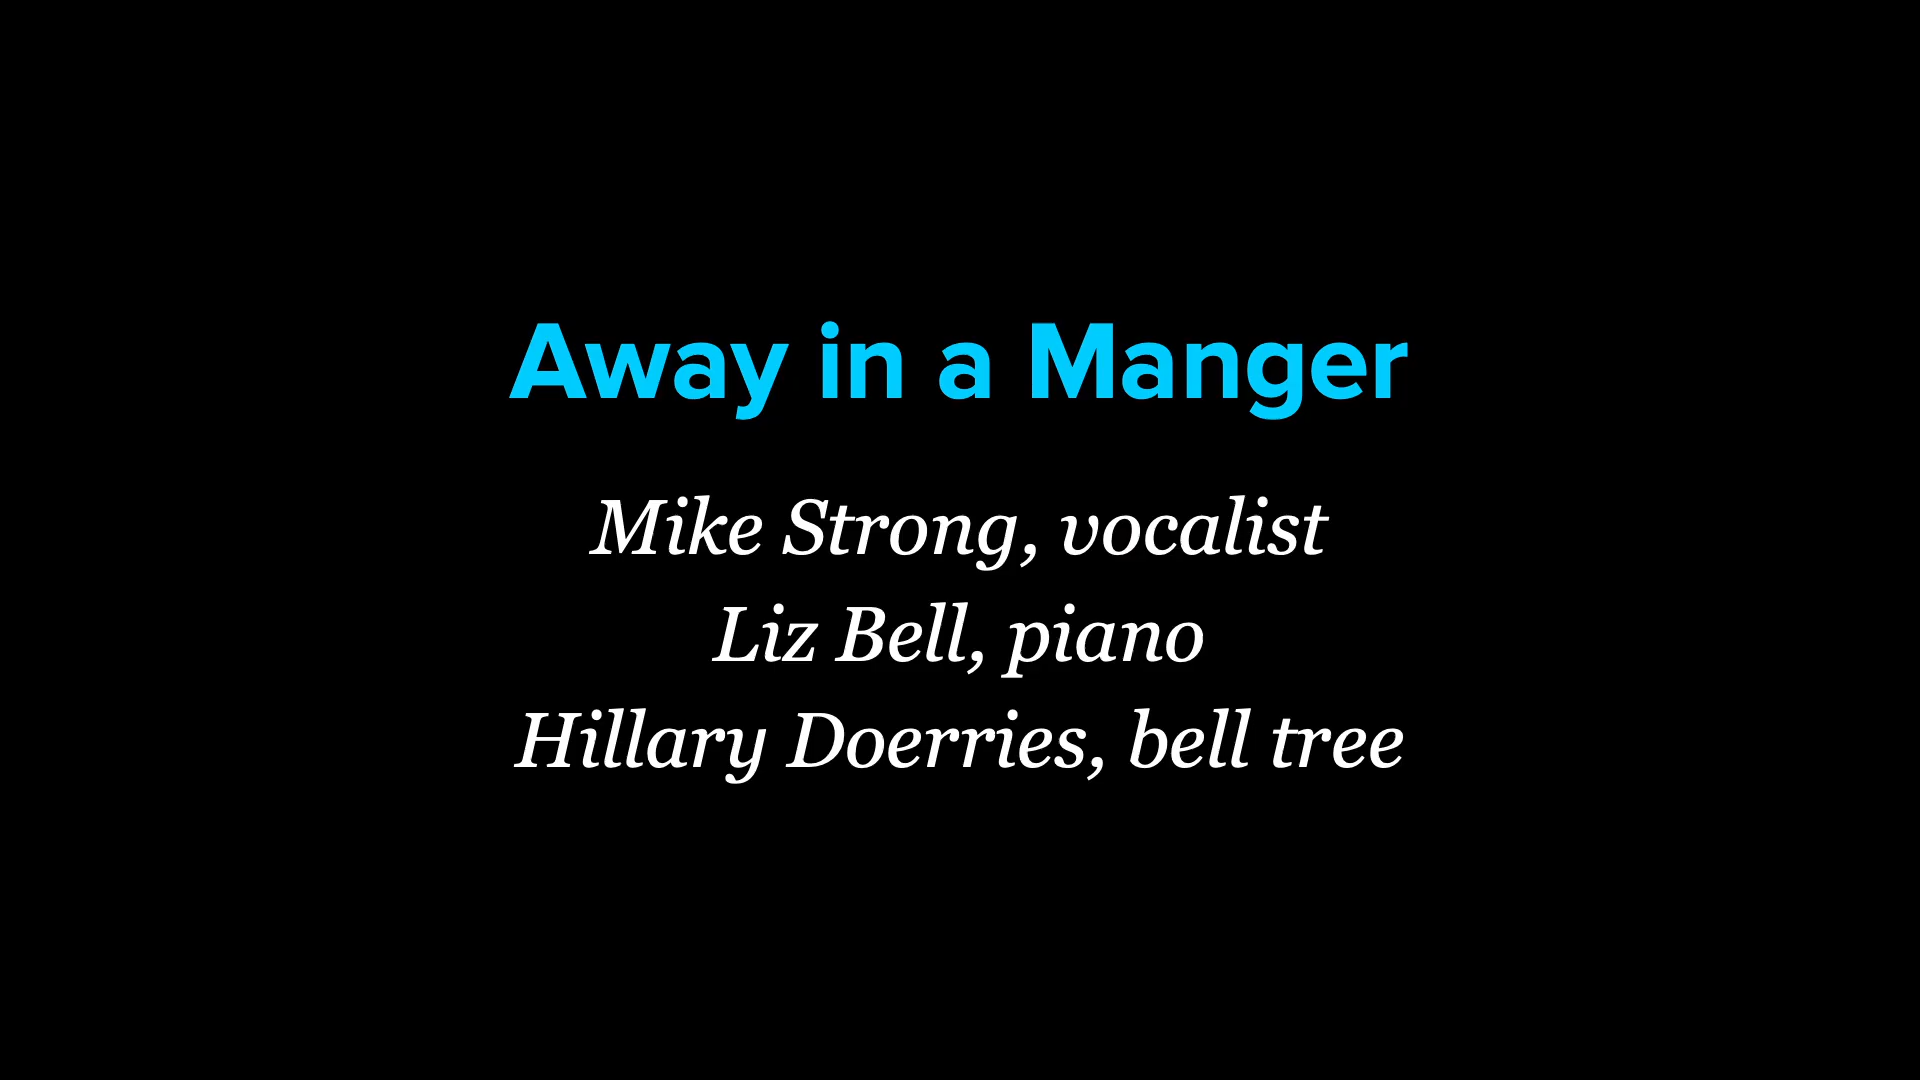 Away in a Manger
Mike Strong, vocalist
Liz Bell, piano
Hillary Doerries, bell tree